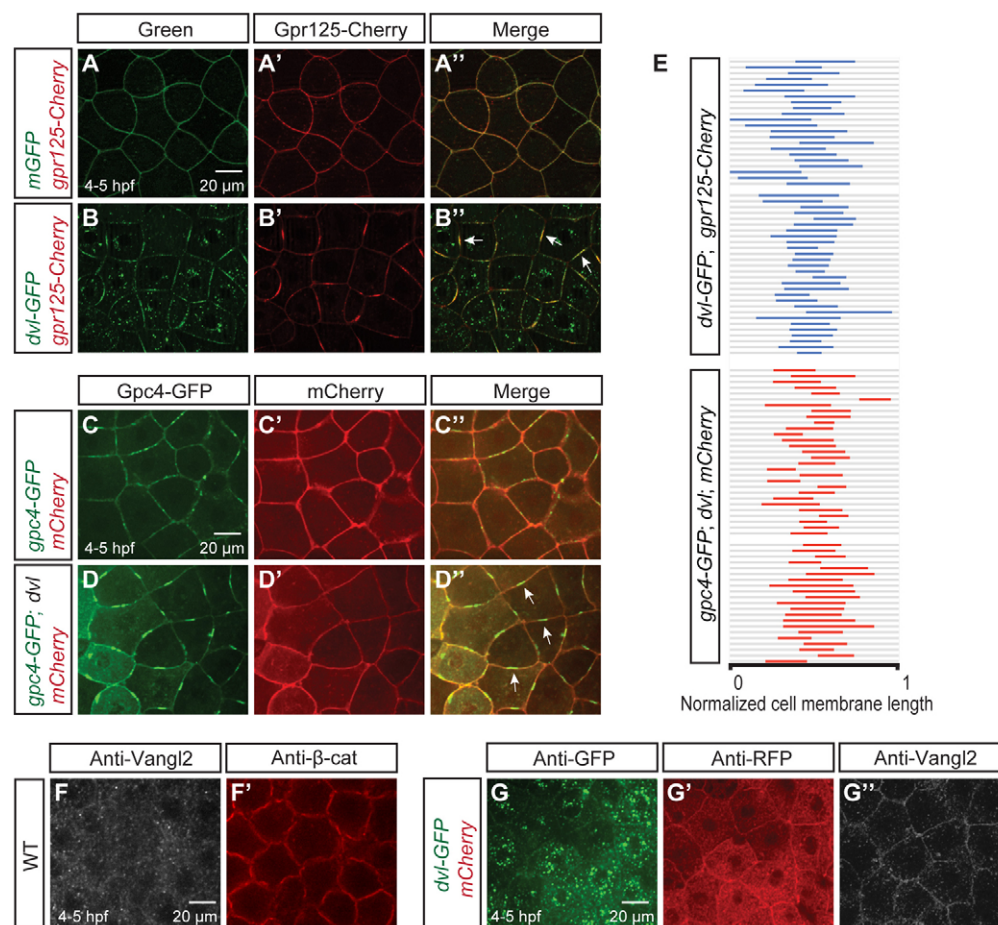 Green Gpr125-Cherry Merge
mGFP
gpr125-Cherry
A A' A''
4-5 hpf 20 µm
dvl-GFP
gpr125-Cherry
B B' B''
Gpc4-GFP mCherry Merge
gpc4-GFP
mCherry
C C' C''
4-5 hpf 20 µm
gpc4-GFP; dvl
mCherry
D D' D''
E
dvl-GFP; gpr125-Cherry
gpc4-GFP; dvl; mCherry
0 1
Normalized cell membrane length
Anti-Vangl2 Anti-β-cat
WT
F F'
4-5 hpf 20 µm
Anti-GFP Anti-RFP Anti-Vangl2
dvl-GFP
mCherry
G G' G''
4-5 hpf 20 µm